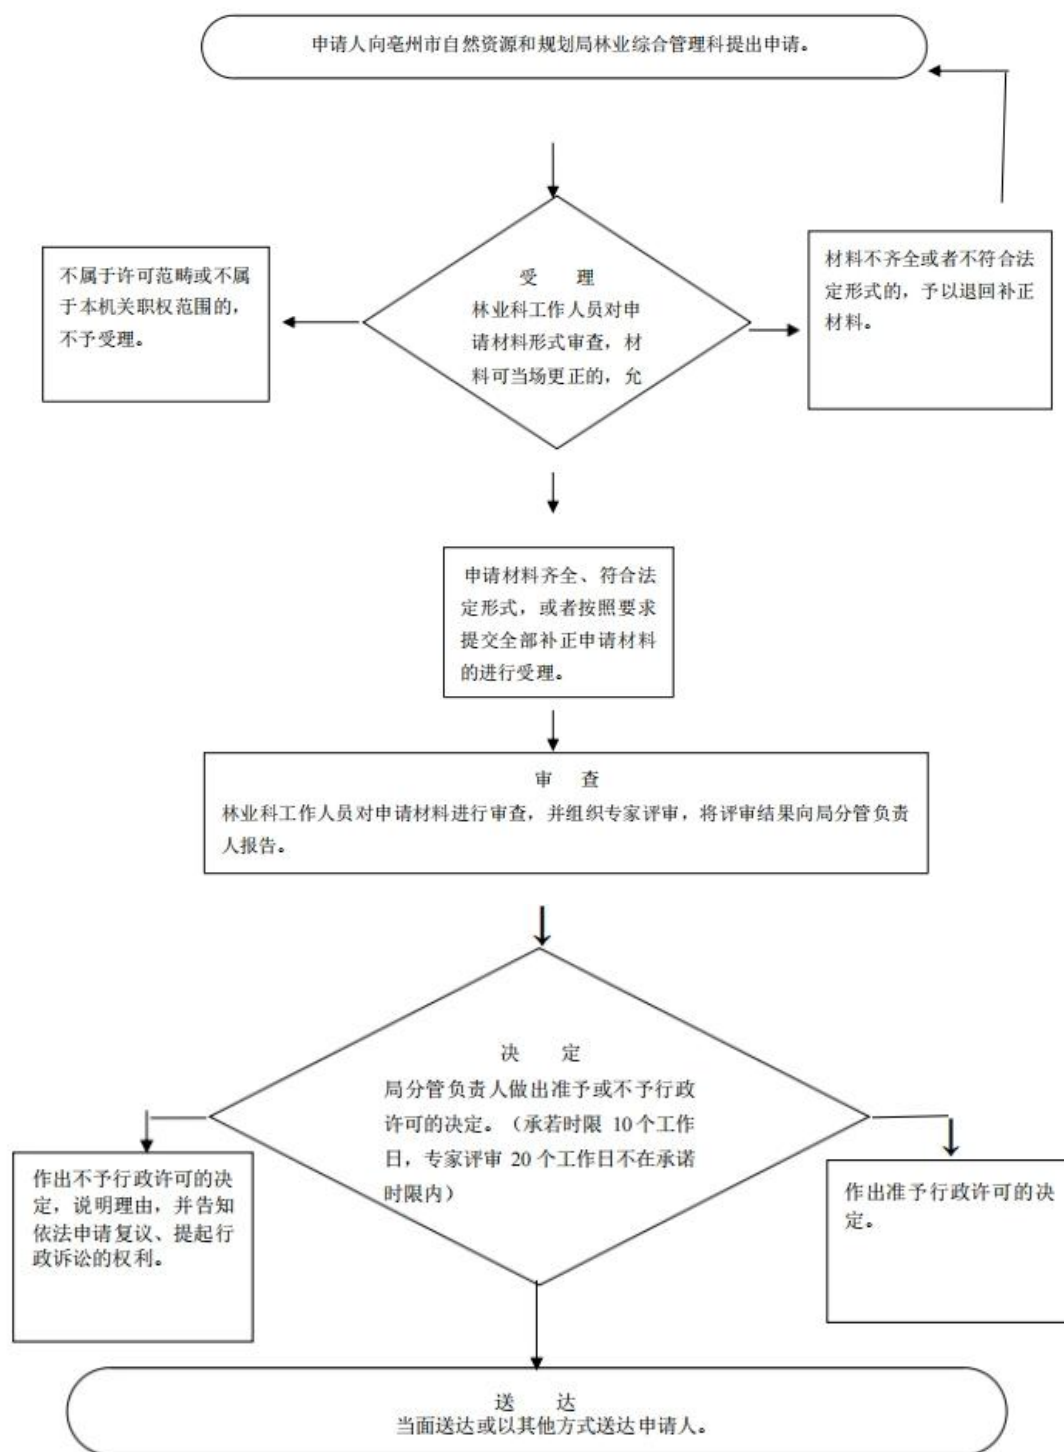 申请人向亳州市自然资源和规划局林业综合管理科提出申请。
不属于许可范畴或不属
于本机关职权范围的，
不予受理。
受 理
林业科工作人员对申
请材料形式审查，材
料可当场更正的，允
材料不齐全或者不符合法
定形式的，予以退回补正
材料。
申请材料齐全、符合法
定形式，或者按照要求
提交全部补正申请材料
的进行受理。
审 查
林业科工作人员对申请材料进行审查，并组织专家评审，将评审结果向局分管负责
人报告。
决 定
局分管负责人做出准予或不予行政
许可的决定。（承若时限 10 个工作
日，专家评审 20 个工作日不在承诺
时限内）
作出不予行政许可的决
定，说明理由，并告知
依法申请复议、提起行
政诉讼的权利。
作出准予行政许可的决
定。
送 达
当面送达或以其他方式送达申请人。